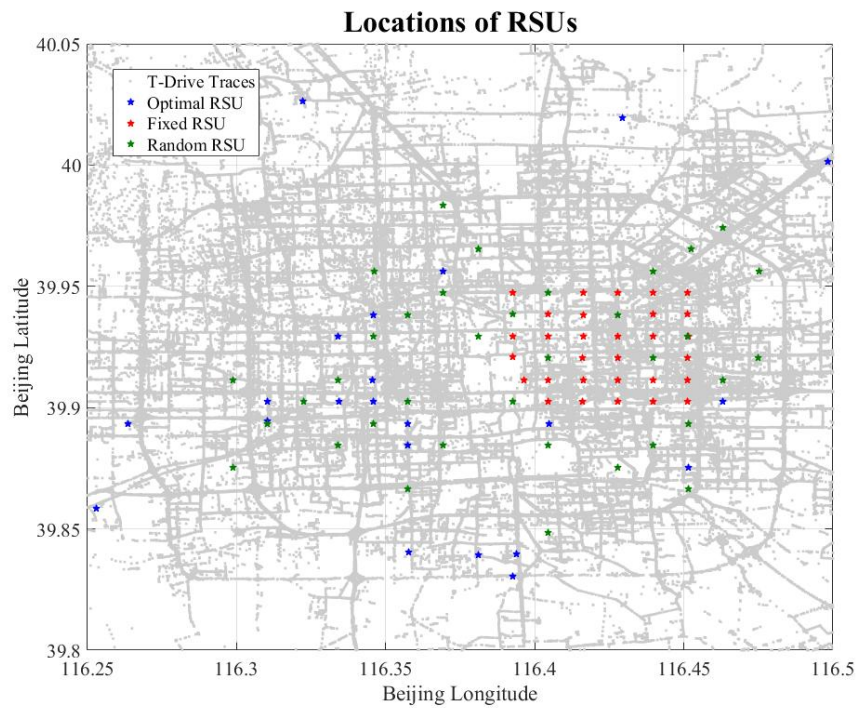 Locations of RSUs
40.05
T-Drive Traces
Optimal RSU
Fixed RSU
Random RSU
40
39.95
Beijing Latitude
39.9
39.85
39.8
116.25 116.3 116.35 116.4 116.45 116.5
Beijing Longitude